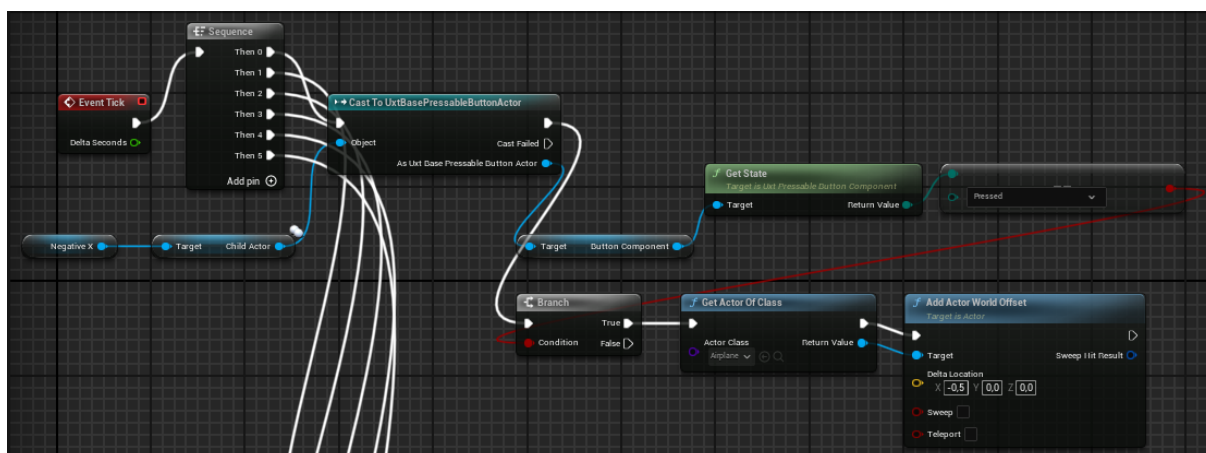 Sequence
Then 0
Then 1
Then 2
Then 3
Then 4
Then 5
Add pin
Event Tick
Delta Seconds
Cast To UxtBasePressableButtonActor
Object
Cast Failed
As Uxt Base Pressable Button Actor
Negative X
Target Child Actor
Target Button Component
f Get State
Target is Uxt Pressable Button Component
Target Return Value
==
Pressed
Branch
True
Condition False
f Get Actor Of Class
Actor Class Return Value
Airplane
f Add Actor World Offset
Target is Actor
Target Sweep Hit Result
Delta Location
X -0,5 Y 0,0 Z 0,0
Sweep
Teleport